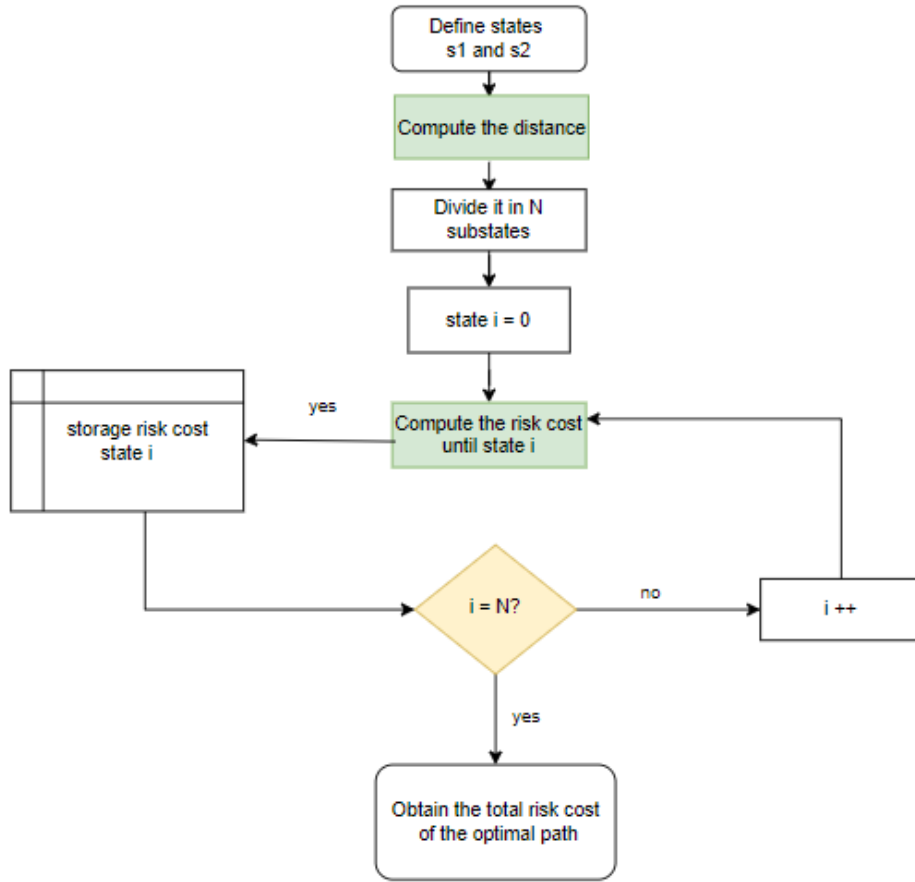 Define states
s1 and s2
Compute the distance
Divide it in N
substates
state i = 0
Compute the risk cost
until state i
yes
storage risk cost
state i
i = N?
no
i ++
yes
Obtain the total risk cost
of the optimal path